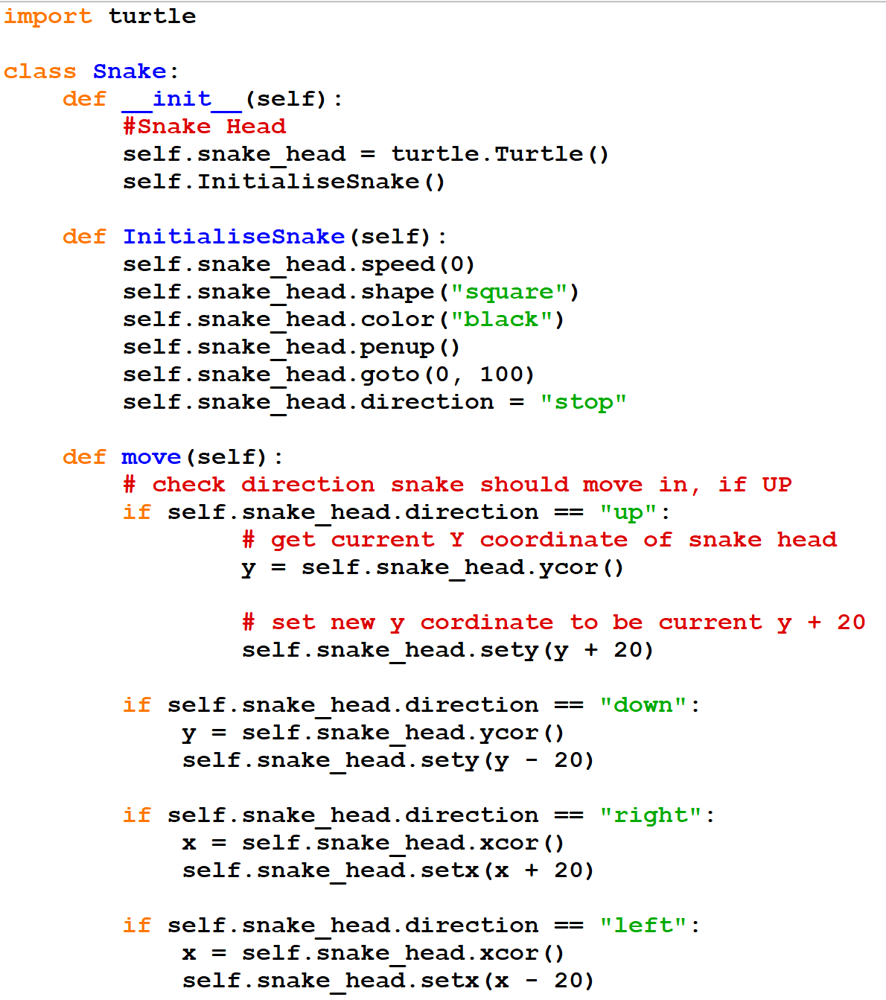 import turtle

class Snake:
    def __init__(self):
        #Snake Head
        self.snake_head = turtle.Turtle()
        self.InitialiseSnake()

    def InitialiseSnake(self):
        self.snake_head.speed(0)
        self.snake_head.shape("square")
        self.snake_head.color("black")
        self.snake_head.penup()
        self.snake_head.goto(0, 100)
        self.snake_head.direction = "stop"

    def move(self):
        # check direction snake should move in, if UP
        if self.snake_head.direction == "up":
                # get current Y coordinate of snake head
                y = self.snake_head.ycor()

                # set new y cordinate to be current y + 20
                self.snake_head.sety(y + 20)

        if self.snake_head.direction == "down":
            y = self.snake_head.ycor()
            self.snake_head.sety(y - 20)

        if self.snake_head.direction == "right":
            x = self.snake_head.xcor()
            self.snake_head.setx(x + 20)

        if self.snake_head.direction == "left":
            x = self.snake_head.xcor()
            self.snake_head.setx(x - 20)